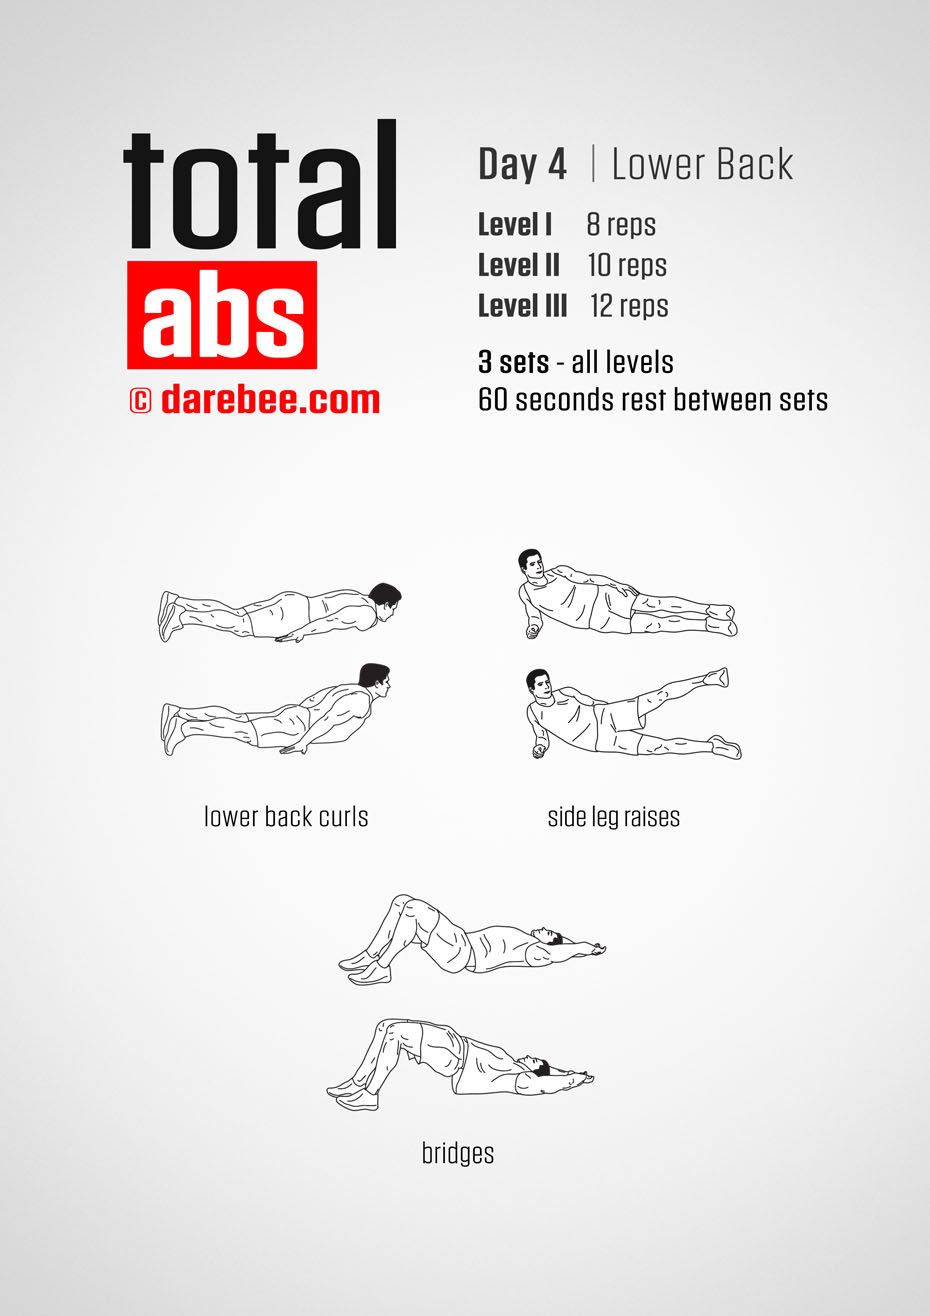 total
abs
© darebee.com
Day 4 | Lower Back
Level I 8 reps
Level II 10 reps
Level III 12 reps
3 sets - all levels
60 seconds rest between sets
lower back curls
side leg raises
bridges